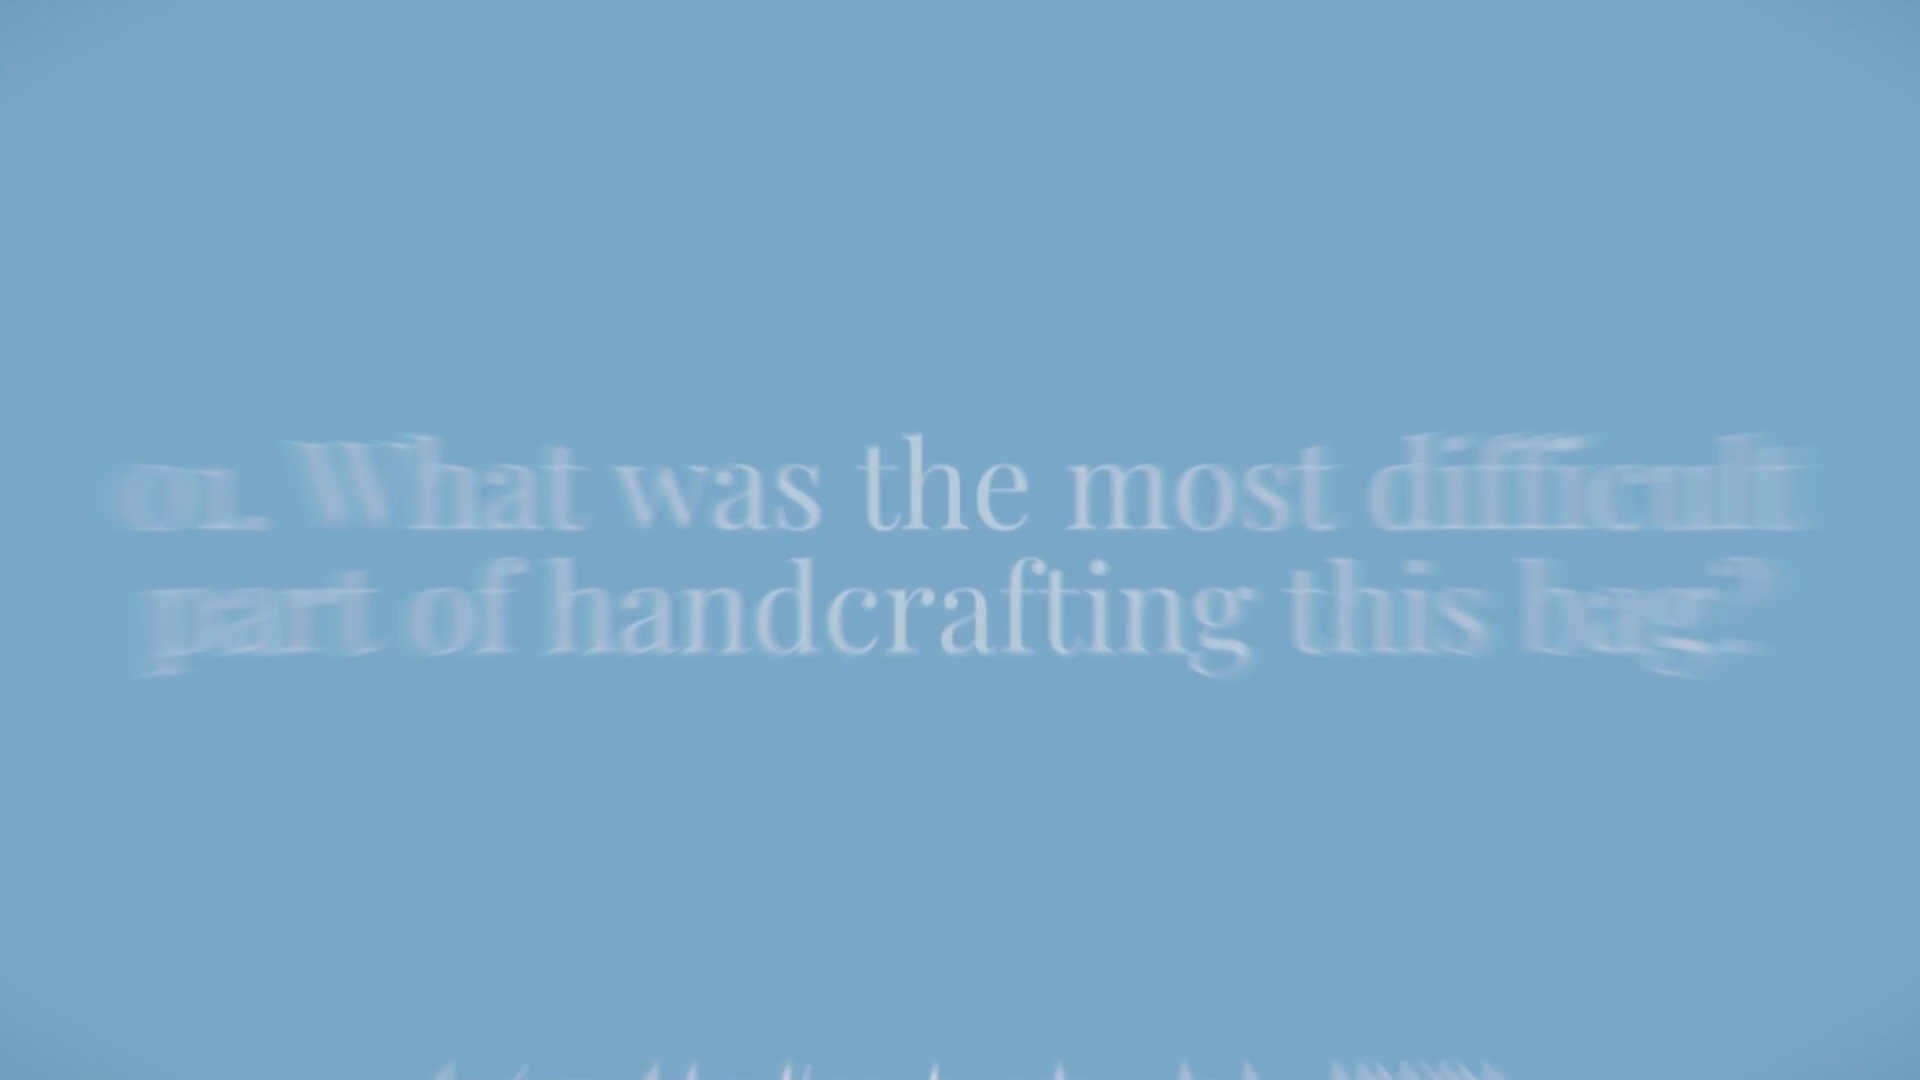 01. What was the most difficult
part of handcrafting this bag?